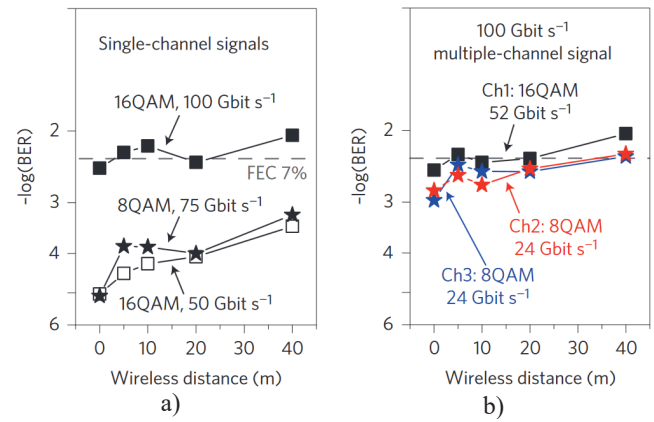 Single-channel signals
16QAM, 100 Gbit s⁻¹
FEC 7%
8QAM, 75 Gbit s⁻¹
16QAM, 50 Gbit s⁻¹
-log(BER)
2
3
4
6
0
10
20
30
40
Wireless distance (m)
a)
100 Gbit s⁻¹
multiple-channel signal
Ch1: 16QAM
52 Gbit s⁻¹
Ch2: 8QAM
24 Gbit s⁻¹
Ch3: 8QAM
24 Gbit s⁻¹
-log(BER)
2
3
4
6
0
10
20
30
40
Wireless distance (m)
b)